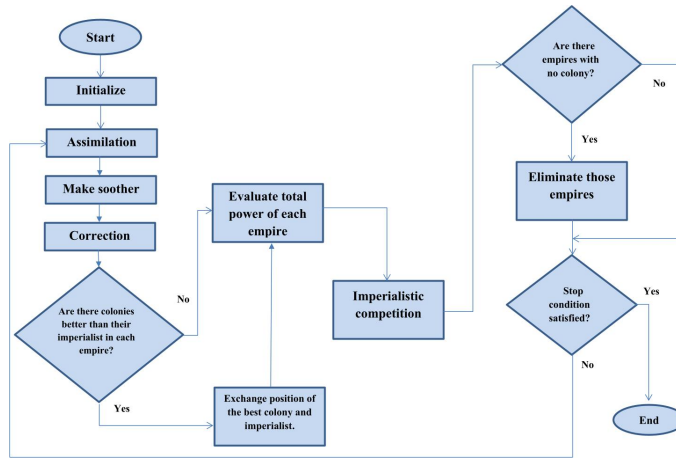 Start
Initialize
Assimilation
Make soother
Correction
Are there colonies
better than their
imperialist in each
empire?
No
Yes
Evaluate total
power of each
empire
Exchange position of
the best colony and
imperialist.
Imperialistic
competition
Are there
empires with
no colony?
No
Yes
Eliminate those
empires
Stop
condition
satisfied?
Yes
No
End